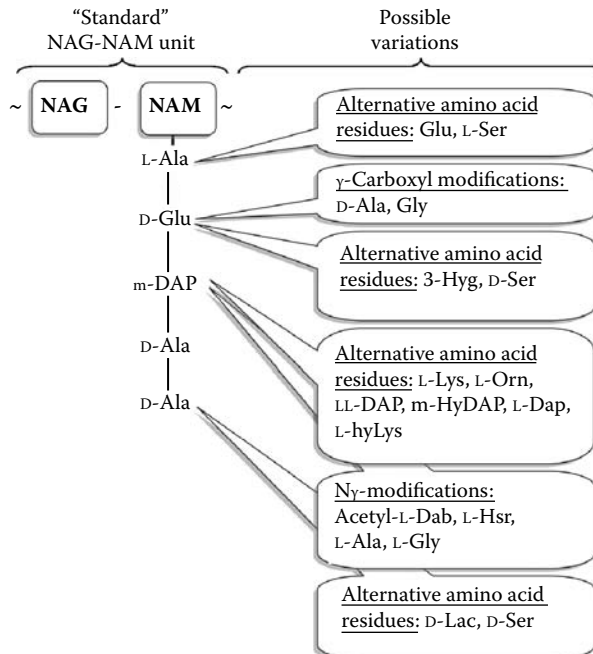 “Standard”
NAG-NAM unit
Possible
variations
~ NAG - NAM ~
L-Ala
D-Glu
m-DAP
D-Ala
D-Ala
Alternative amino acid
residues: Glu, L-Ser
γ-Carboxyl modifications:
D-Ala, Gly
Alternative amino acid
residues: 3-Hyg, D-Ser
Alternative amino acid
residues: L-Lys, L-Orn,
LL-DAP, m-HyDAP, L-Dap,
L-hyLys
Nγ-modifications:
Acetyl-L-Dab, L-Hsr,
L-Ala, L-Gly
Alternative amino acid
residues: D-Lac, D-Ser